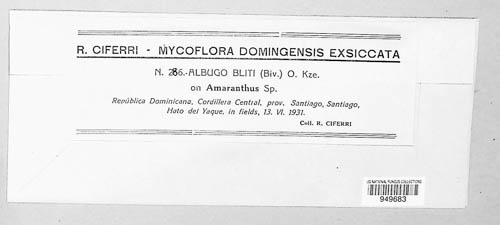 R. CIFERRI - MYCOFLORA DOMINGENSIS EXSICCATA
N. 286.-ALBUGO BLITI (Biv.) O. Kze.
on Amaranthus Sp.
República Dominicana, Cordillera Central, prov. Santiago, Santiago,
Hato del Yaque, in fields, 13. VI. 1931.
Coll. R. CIFERRI
US NATIONAL FUNGUS COLLECTIONS
949683